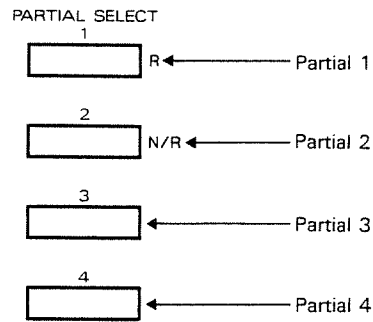 PARTIAL SELECT
1
R Partial 1
2
N/R Partial 2
3
Partial 3
4
Partial 4